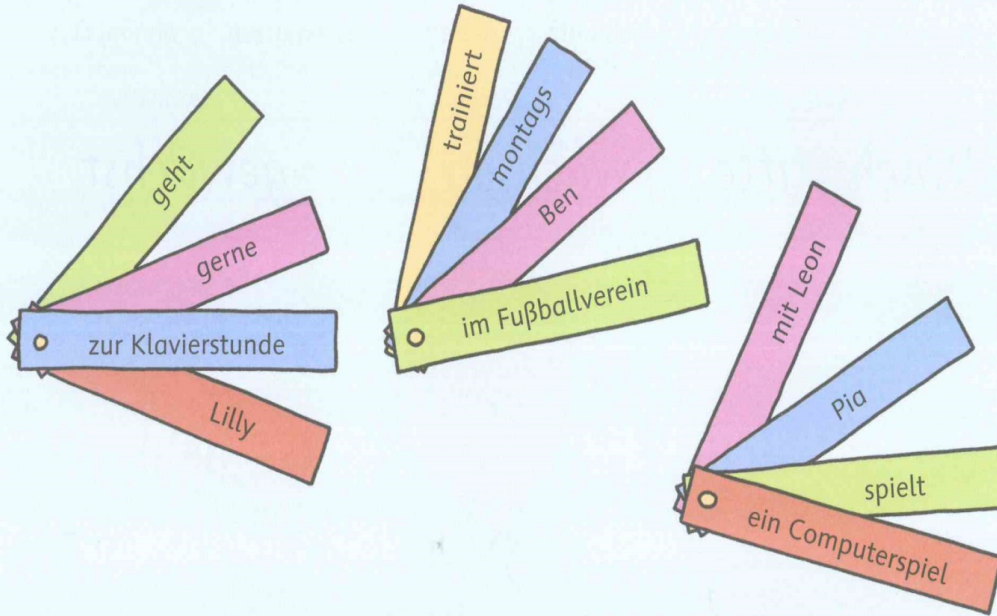 geht
gerne
zur Klavierstunde
Lilly
trainiert
montags
Ben
im Fußballverein
mit Leon
Pia
spielt
ein Computerspiel